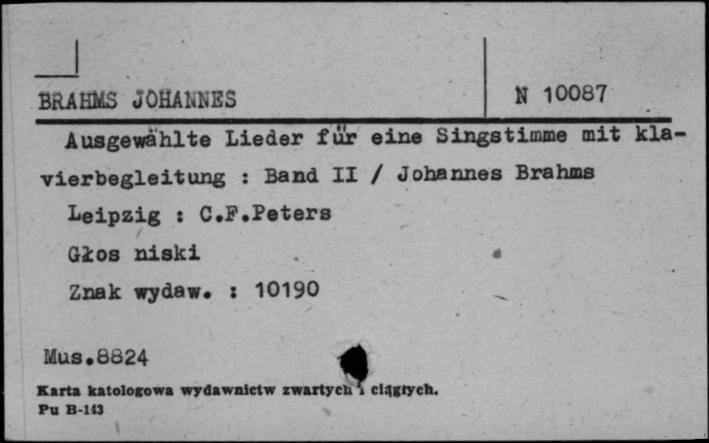 BRAHMS JOHANNES N 10087
Ausgewählte Lieder für eine Singstimme mit kla-
vierbegleitung : Band II / Johannes Brahms
Leipzig : C.F.Peters
Głos niski
Znak wydaw. : 10190
Mus.8824
Karta katologowa wydawnictw zwartych i ciągłych.
Pu B-143